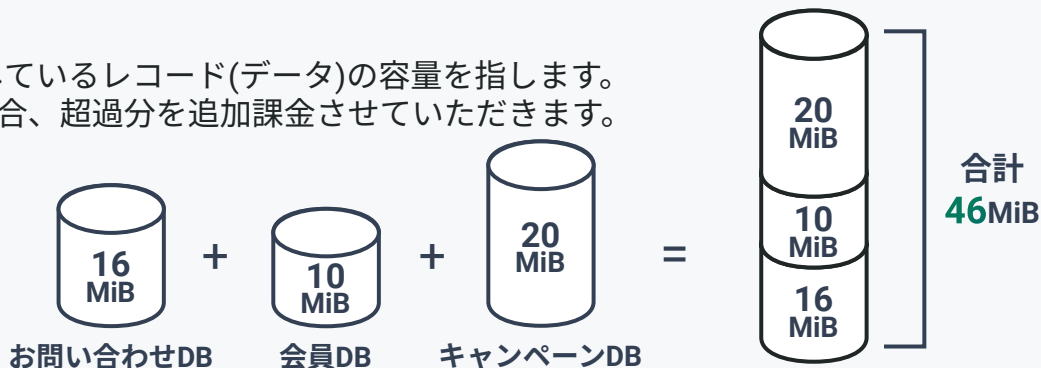 ているレコード(データ)の容量を指します。
合、超過分を追加課金させていただきます。
16
MiB
お問い合わせDB
+
10
MiB
会員DB
+
20
MiB
キャンペーンDB
=
20
MiB
10
MiB
16
MiB
合計
46MiB